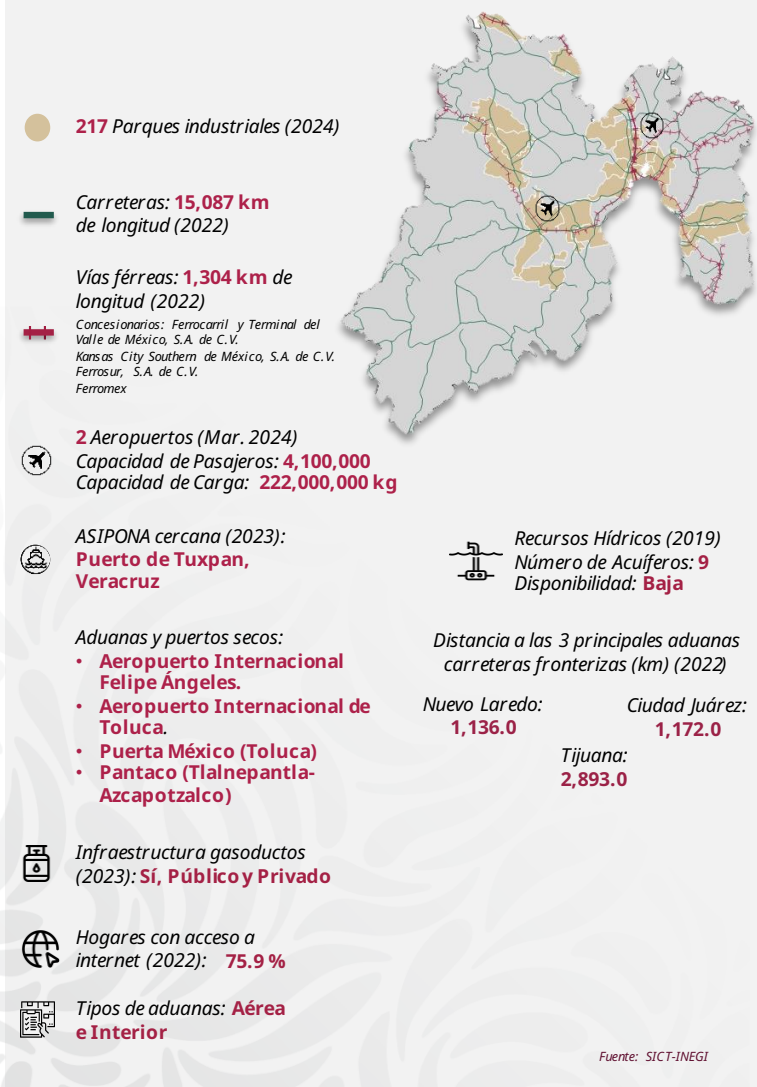 217 Parques industriales (2024)
Carreteras: 15,087 km
de longitud (2022)
Vías férreas: 1,304 km de
longitud (2022)
Concesionarios: Ferrocarril y Terminal del
Valle de México, S.A. de C.V.
Kansas City Southern de México, S.A. de C.V.
Ferrosur, S.A. de C.V.
Ferromex
2 Aeropuertos (Mar. 2024)
Capacidad de Pasajeros: 4,100,000
Capacidad de Carga: 222,000,000 kg
ASIPONA cercana (2023):
Puerto de Tuxpan,
Veracruz
Recursos Hídricos (2019)
Número de Acuíferos: 9
Disponibilidad: Baja
Aduanas y puertos secos:
• Aeropuerto Internacional
Felipe Ángeles.
• Aeropuerto Internacional de
Toluca.
• Puerta México (Toluca)
• Pantaco (Tlalnepantla-
Azcapotzalco)
Distancia a las 3 principales aduanas
carreteras fronterizas (km) (2022)
Nuevo Laredo:
1,136.0
Ciudad Juárez:
1,172.0
Tijuana:
2,893.0
Infraestructura gasoductos
(2023): Sí, Público y Privado
Hogares con acceso a
internet (2022): 75.9 %
Tipos de aduanas: Aérea
e Interior
Fuente: SICT-INEGI